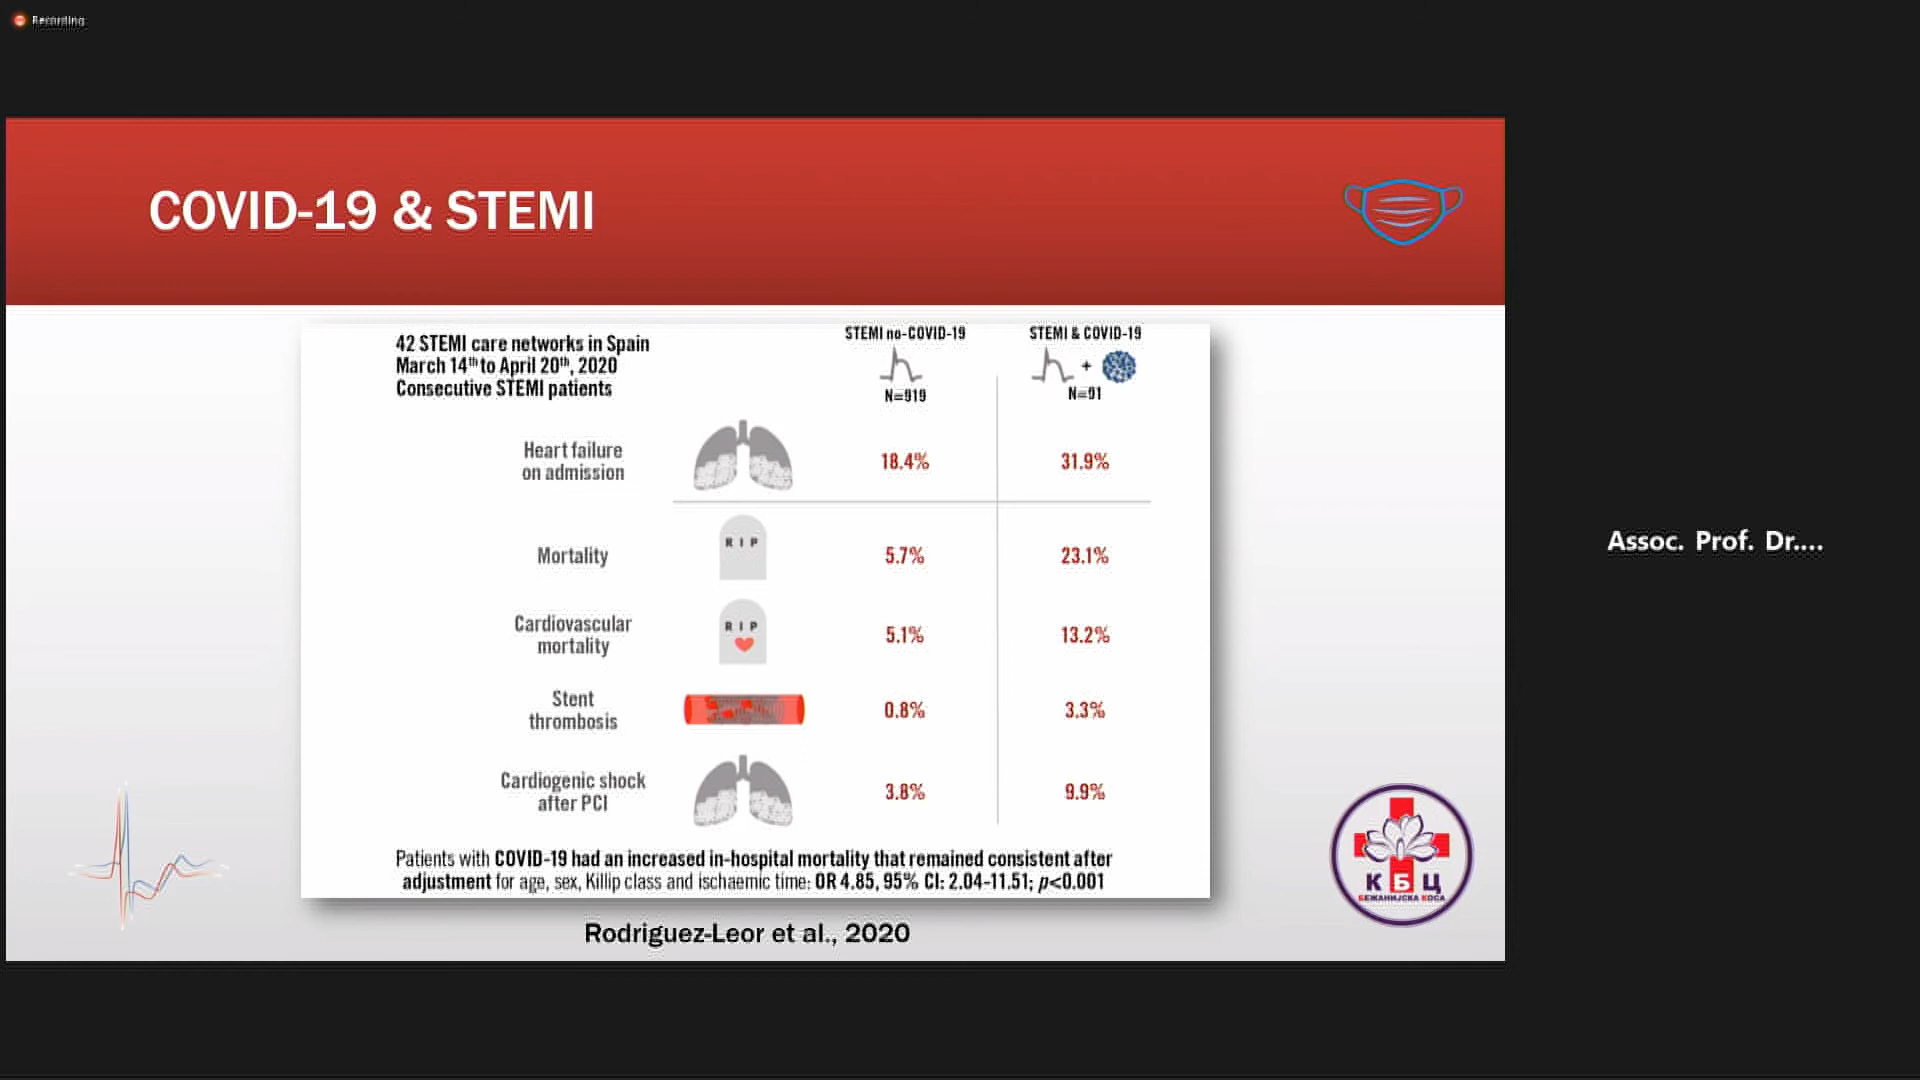 Recording
COVID-19 & STEMI
42 STEMI care networks in Spain
March 14th to April 20th, 2020
Consecutive STEMI patients
STEMI no-COVID-19
N=919
STEMI & COVID-19
+
N=91
Heart failure
on admission
18.4%
31.9%
Mortality
RIP
5.7%
23.1%
Cardiovascular
mortality
RIP
5.1%
13.2%
Stent
thrombosis
0.8%
3.3%
Cardiogenic shock
after PCI
3.8%
9.9%
Patients with COVID-19 had an increased in-hospital mortality that remained consistent after
adjustment for age, sex, Killip class and ischaemic time: OR 4.85, 95% CI: 2.04-11.51; p<0.001
Rodriguez-Leor et al., 2020
К Б Ц
БЕЖАНИЈСКА КОСА
Assoc. Prof. Dr....